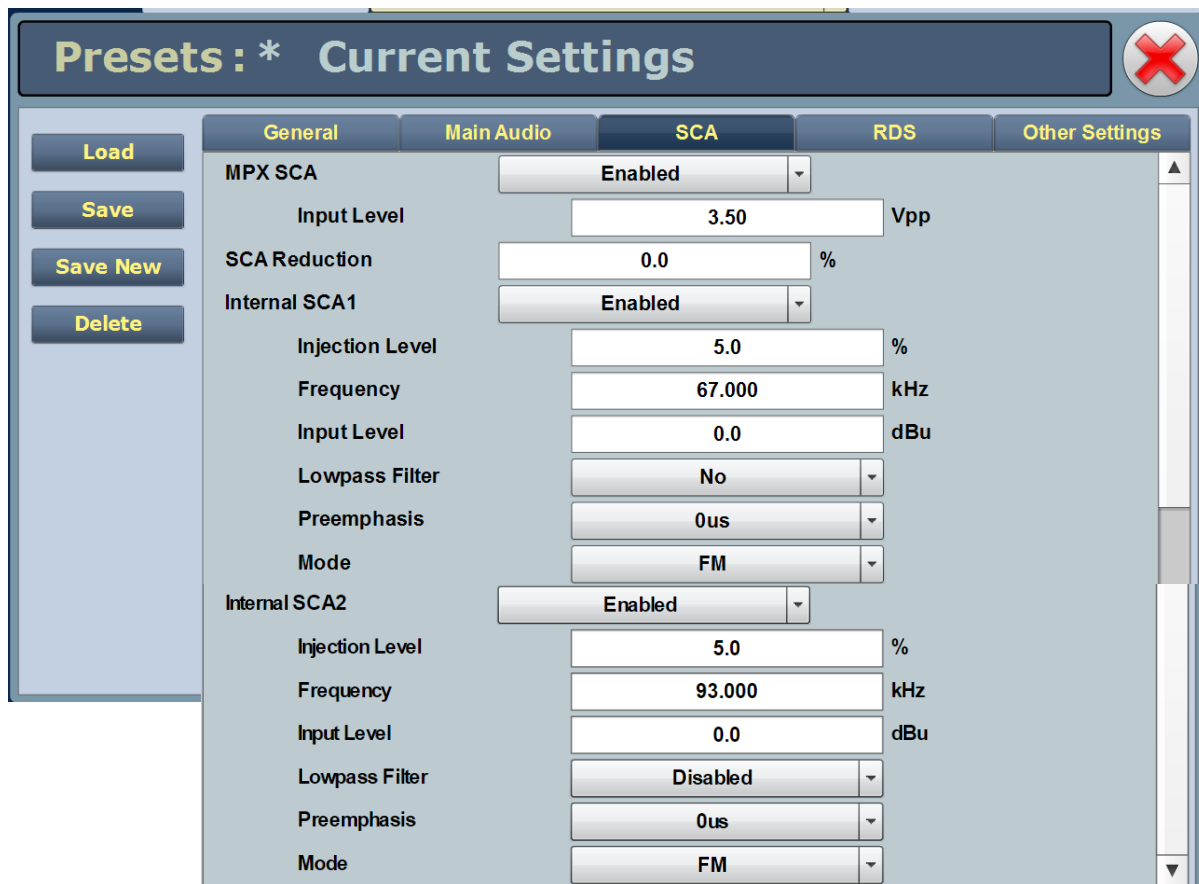 Presets : * Current Settings
Load
Save
Save New
Delete
General Main Audio SCA RDS Other Settings
MPX SCA Enabled
Input Level 3.50 Vpp
SCA Reduction 0.0 %
Internal SCA1 Enabled
Injection Level 5.0 %
Frequency 67.000 kHz
Input Level 0.0 dBu
Lowpass Filter No
Preemphasis 0us
Mode FM
Internal SCA2 Enabled
Injection Level 5.0 %
Frequency 93.000 kHz
Input Level 0.0 dBu
Lowpass Filter Disabled
Preemphasis 0us
Mode FM